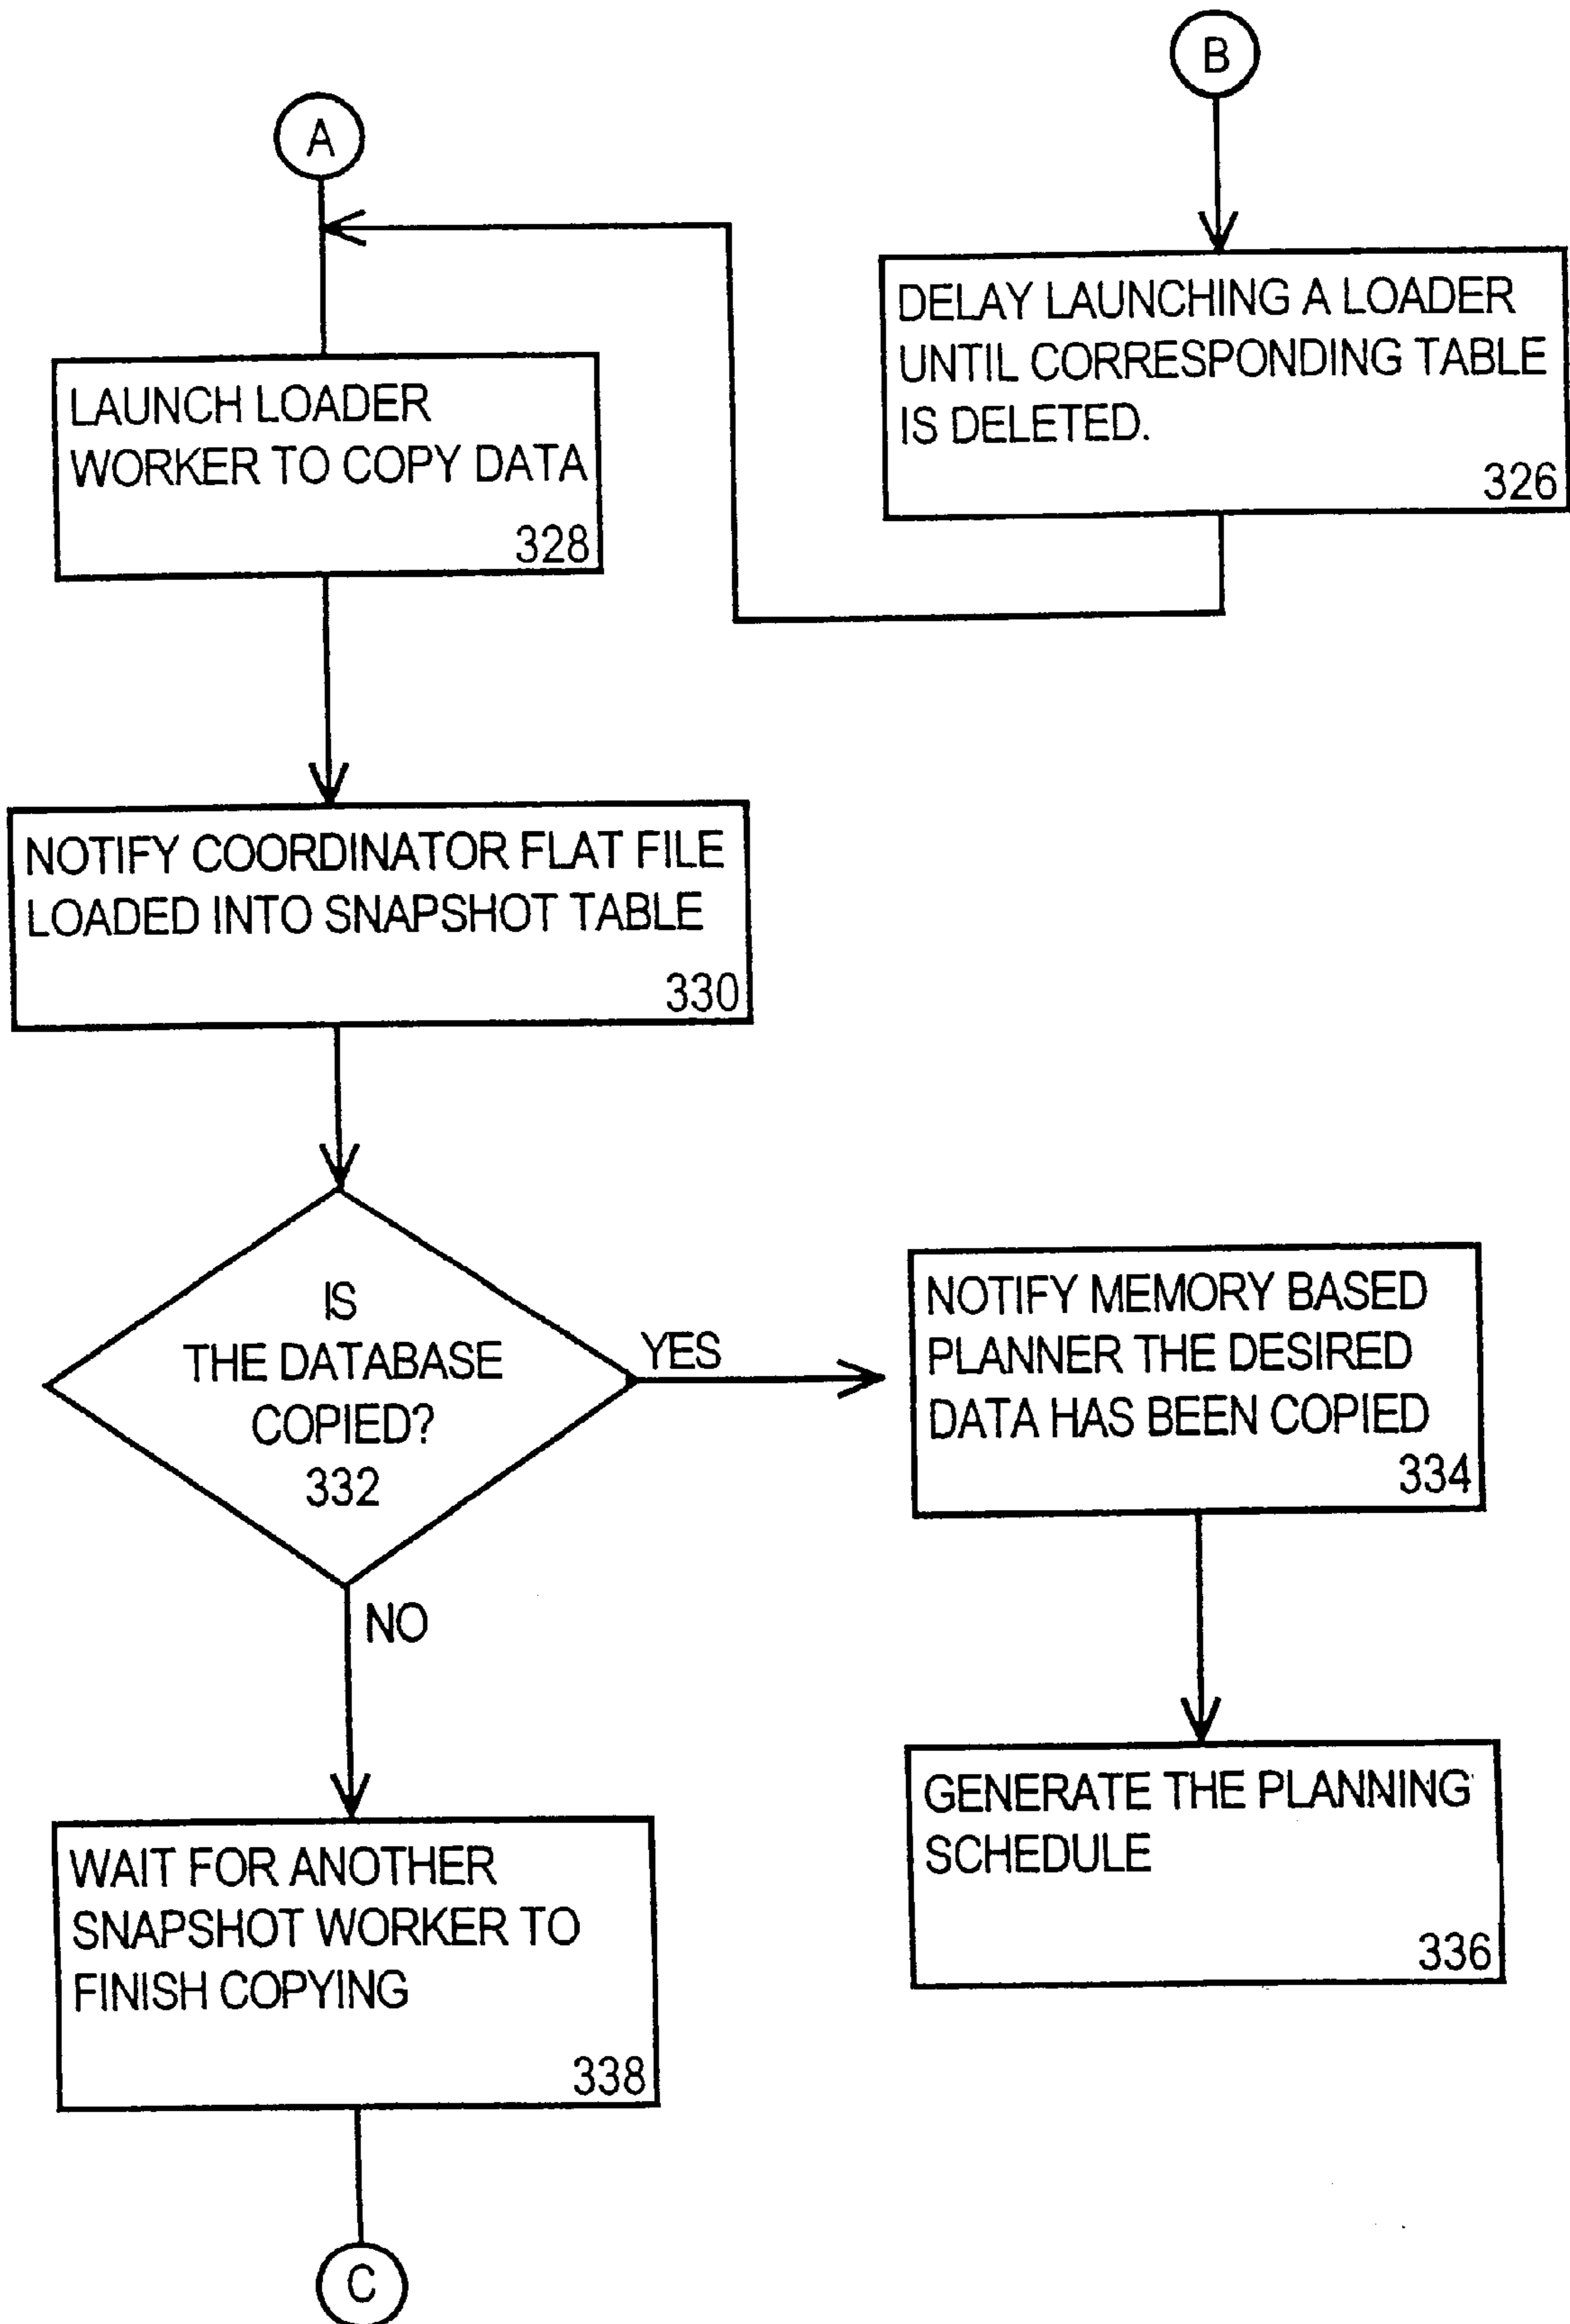 B
A
DELAY LAUNCHING A LOADER
UNTIL CORRESPONDING TABLE
IS DELETED.
326
LAUNCH LOADER
WORKER TO COPY DATA
328
NOTIFY COORDINATOR FLAT FILE
LOADED INTO SNAPSHOT TABLE
330
IS
THE DATABASE
COPIED?
332
YES
NO
NOTIFY MEMORY BASED
PLANNER THE DESIRED
DATA HAS BEEN COPIED
334
GENERATE THE PLANNING
SCHEDULE
336
WAIT FOR ANOTHER
SNAPSHOT WORKER TO
FINISH COPYING
338
C